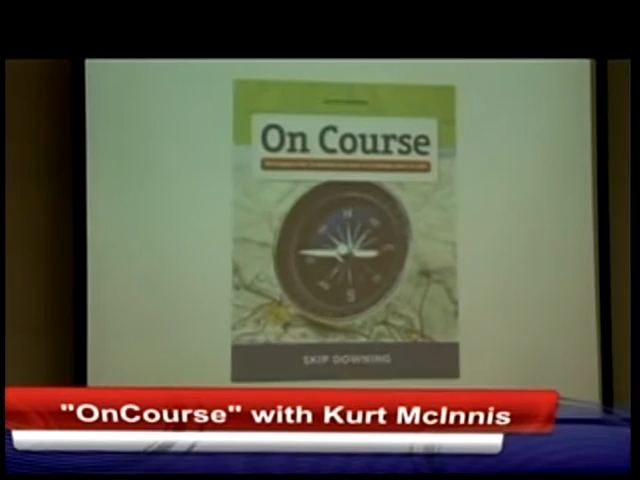 On Course
N
S
SKIP DOWNING
"OnCourse" with Kurt McInnis